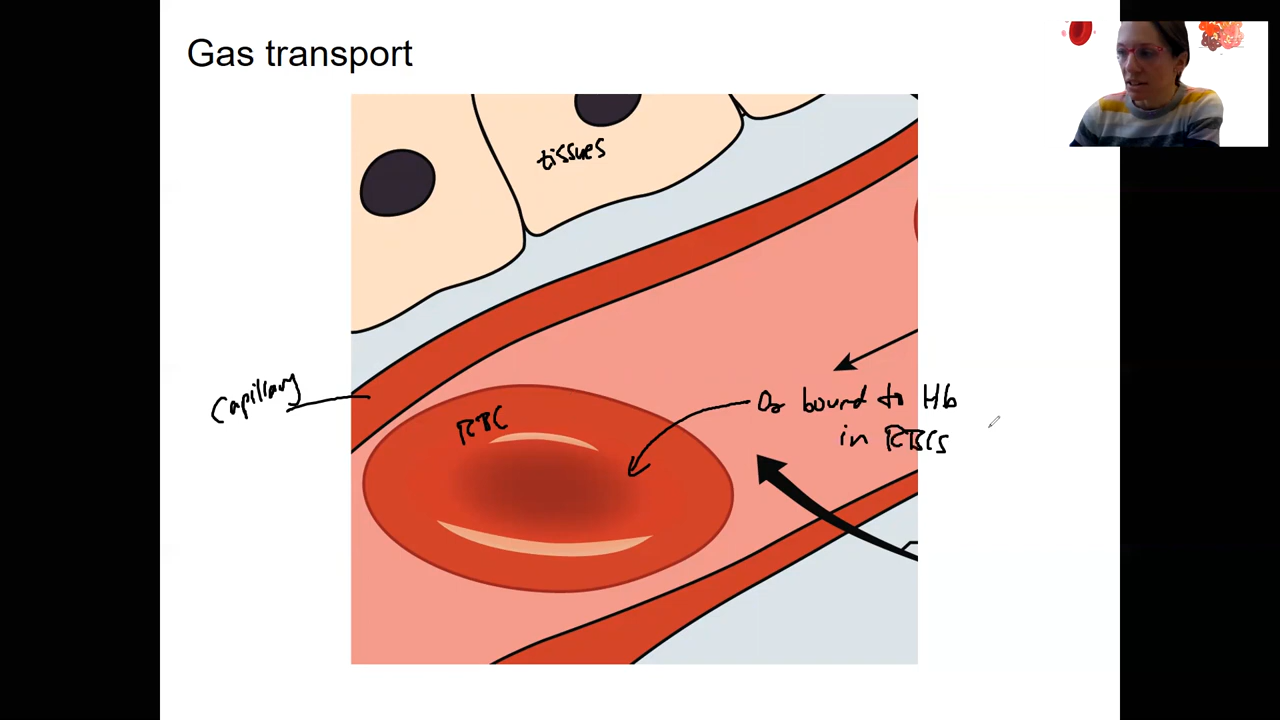 Gas transport
tissues
Capillary
RBC
O2 bound to Hb
in RBCs